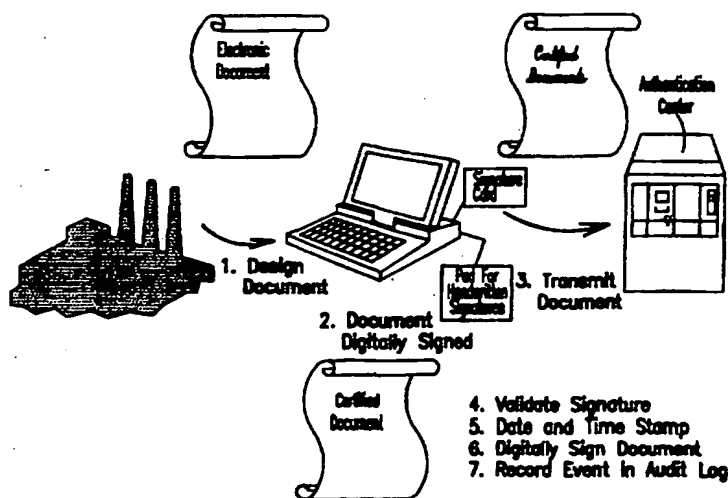 Electronic
Document
Certified
Documents
Authentication
Center
Signature
Card
1. Design
Document
Pad For
Handwritten
Signatures
3. Transmit
Document
2. Document
Digitally Signed
Certified
Document
4. Validate Signature
5. Date and Time Stamp
6. Digitally Sign Document
7. Record Event in Audit Log